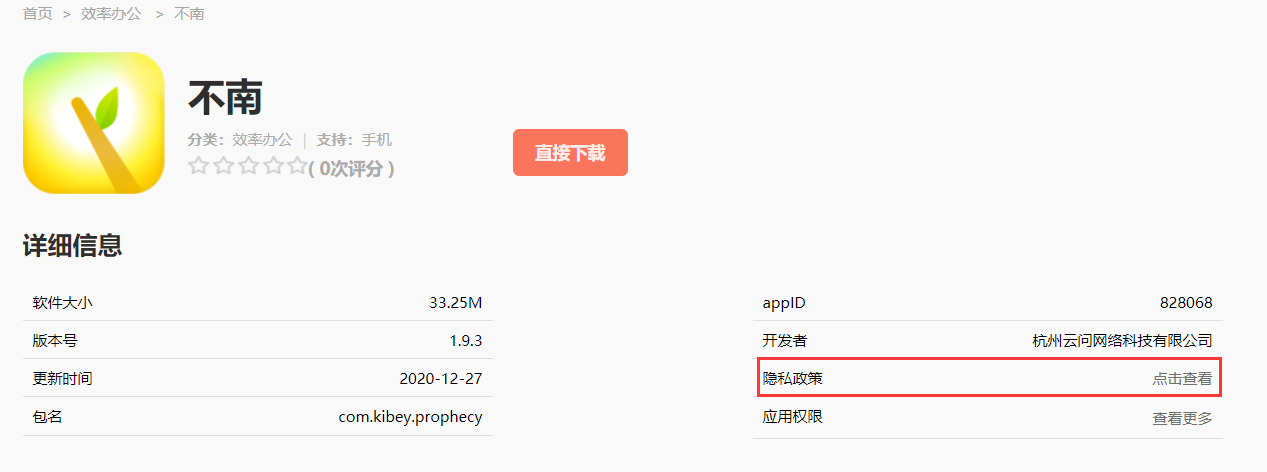 首页 > 效率办公 > 不南
不南
分类：效率办公 | 支持：手机
( 0次评分 )
直接下载
详细信息
软件大小 33.25M
版本号 1.9.3
更新时间 2020-12-27
包名 com.kibey.prophecy
appID 828068
开发者 杭州云问网络科技有限公司
隐私政策 点击查看
应用权限 查看更多